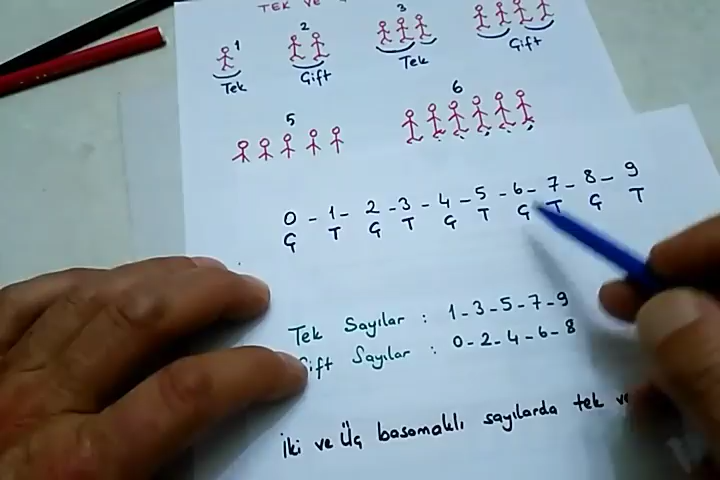 TEK VE
1 2 3
Tek Çift Tek Çift
5 6
0 - 1 - 2 - 3 - 4 - 5 - 6 - 7 - 8 - 9
Ç T Ç T Ç T Ç T Ç T
Tek Sayılar : 1 - 3 - 5 - 7 - 9
Çift Sayılar : 0 - 2 - 4 - 6 - 8
İki ve Üç basamaklı sayılarda tek ve